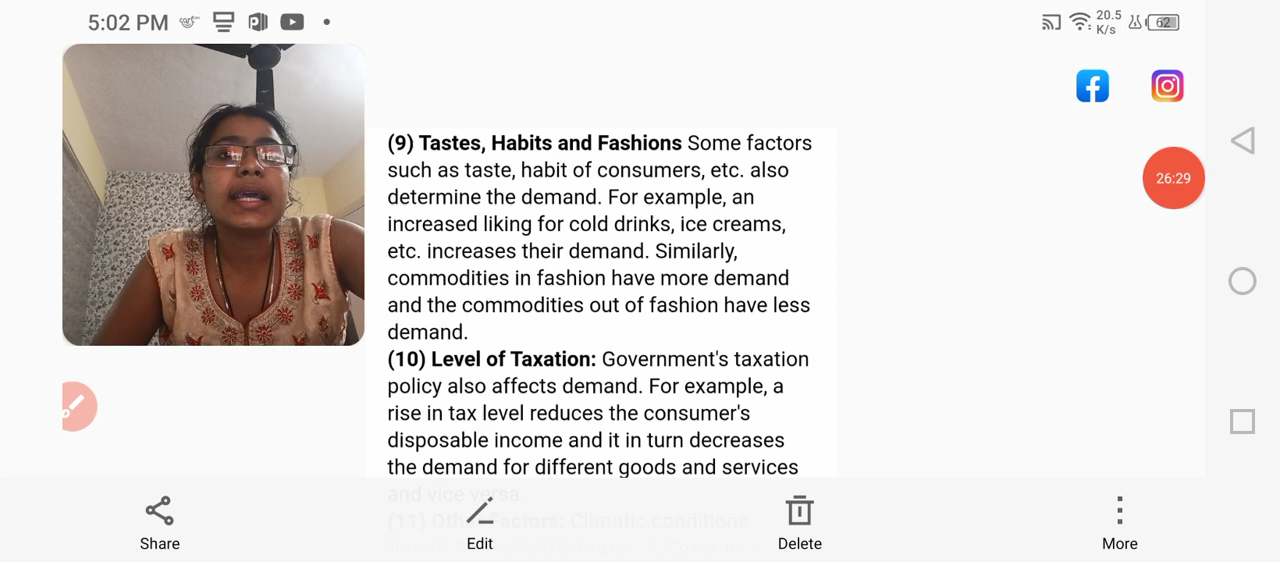 5:02 PM
20.5
K/s
62
(9) Tastes, Habits and Fashions Some factors
such as taste, habit of consumers, etc. also
determine the demand. For example, an
increased liking for cold drinks, ice creams,
etc. increases their demand. Similarly,
commodities in fashion have more demand
and the commodities out of fashion have less
demand.
(10) Level of Taxation: Government's taxation
policy also affects demand. For example, a
rise in tax level reduces the consumer's
disposable income and it in turn decreases
the demand for different goods and services
and vice versa.
(11) Other Factors: Climatic conditions
26:29
Share
Edit
Delete
More